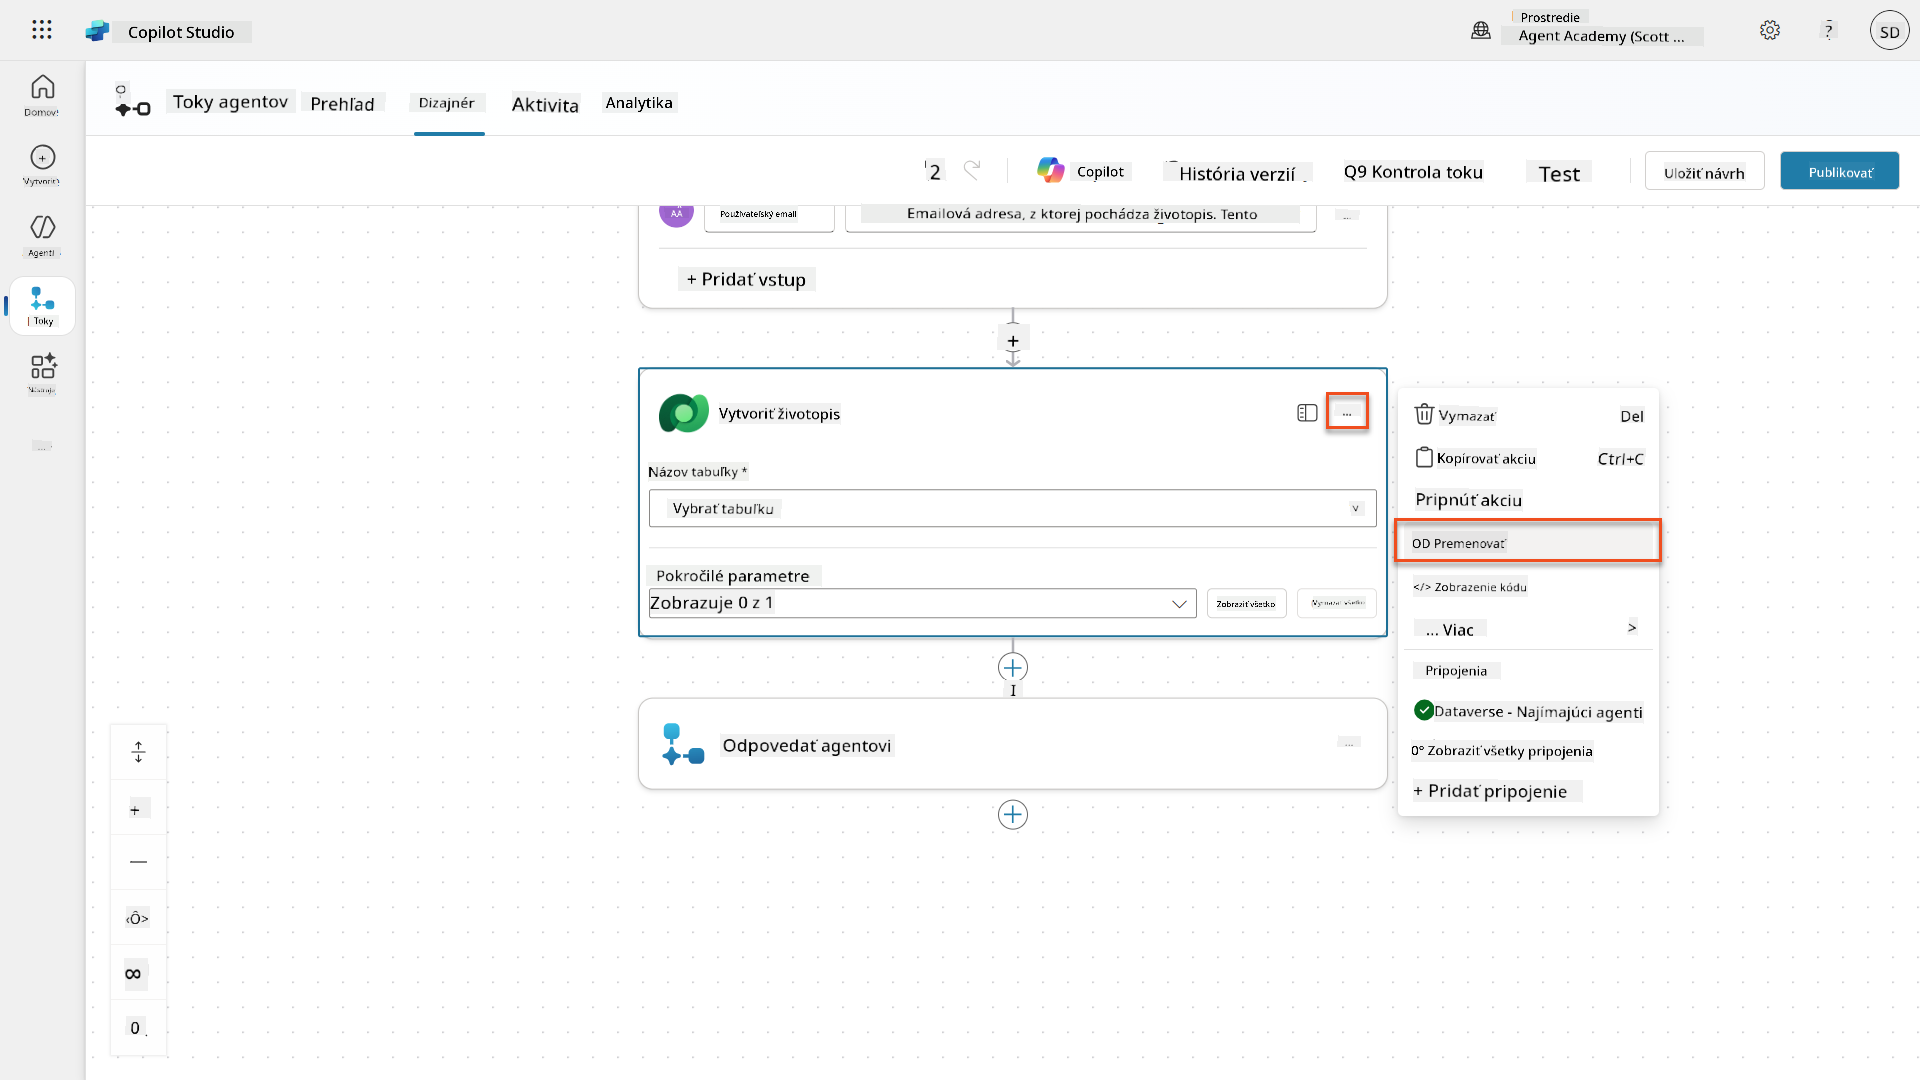 Copilot Studio
Prostredie
Agent Academy (Scott ...
?
SD
Domov
Toky agentov
Prehľad
Dizajnér
Aktivita
Analytika
Vytvoriť
Agenti
Toky
Nástroje
...
2
Copilot
História verzií
Q9 Kontrola toku
Test
Uložiť návrh
Publikovať
AA
Používateľský email
Emailová adresa, z ktorej pochádza životopis. Tento
...
+ Pridať vstup
+
Vytvoriť životopis
...
Názov tabuľky *
Vybrať tabuľku
v
Pokročilé parametre
Zobrazuje 0 z 1
Zobraziť všetko
Vymazať všetko
I
Odpovedať agentovi
...
Vymazať Del
Kopírovať akciu Ctrl+C
Pripnúť akciu
OD Premenovať
</> Zobrazenie kódu
... Viac >
Pripojenia
Dataverse - Najímajúci agenti
0° Zobraziť všetky pripojenia
+ Pridať pripojenie
+
—
‹Ô>
∞
0